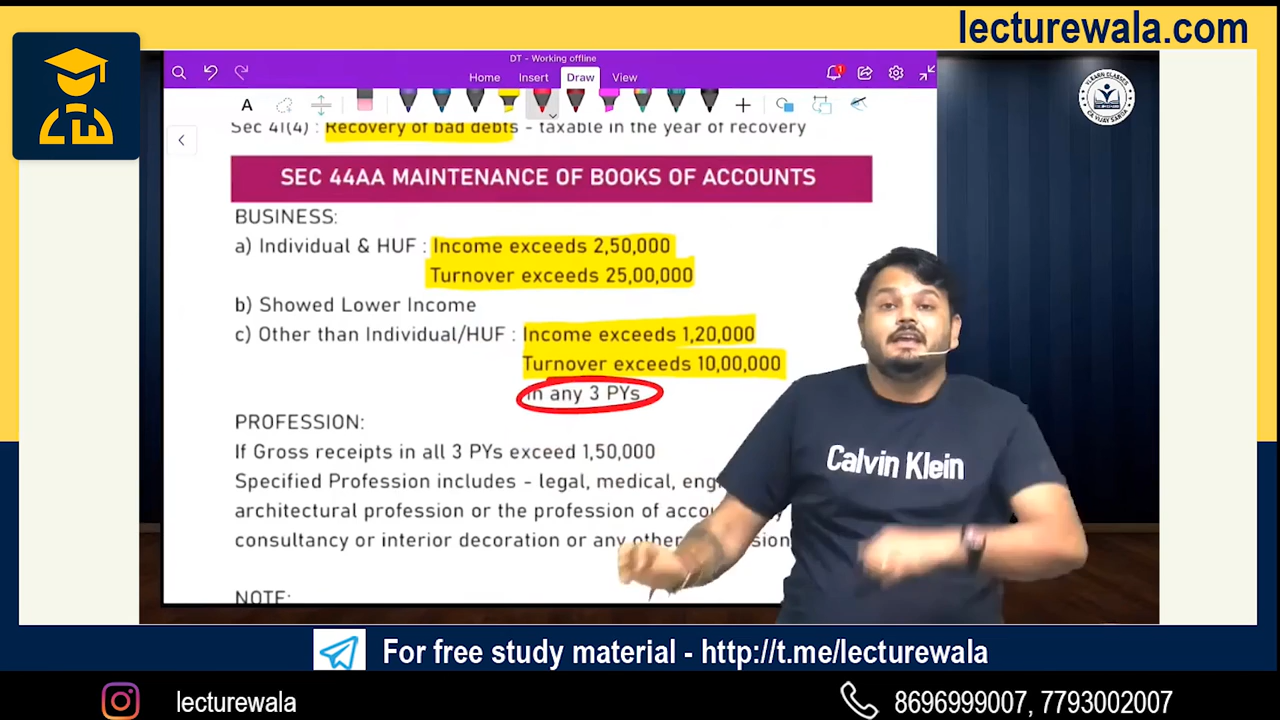 lecturewala.com
DT - Working offline
Home Insert Draw View
1
A
Sec 41(4) : Recovery of bad debts - taxable in the year of recovery
SEC 44AA MAINTENANCE OF BOOKS OF ACCOUNTS
BUSINESS:
a) Individual & HUF : Income exceeds 2,50,000
Turnover exceeds 25,00,000
b) Showed Lower Income
c) Other than Individual/HUF : Income exceeds 1,20,000
Turnover exceeds 10,00,000
in any 3 PYs
PROFESSION:
If Gross receipts in all 3 PYs exceed 1,50,000
Specified Profession includes - legal, medical,
architectural profession or the profession of
consultancy or interior decoration or any other
NOTE:
Calvin Klein
CA VIJAY SARDA
For free study material - http://t.me/lecturewala
lecturewala
8696999007, 7793002007